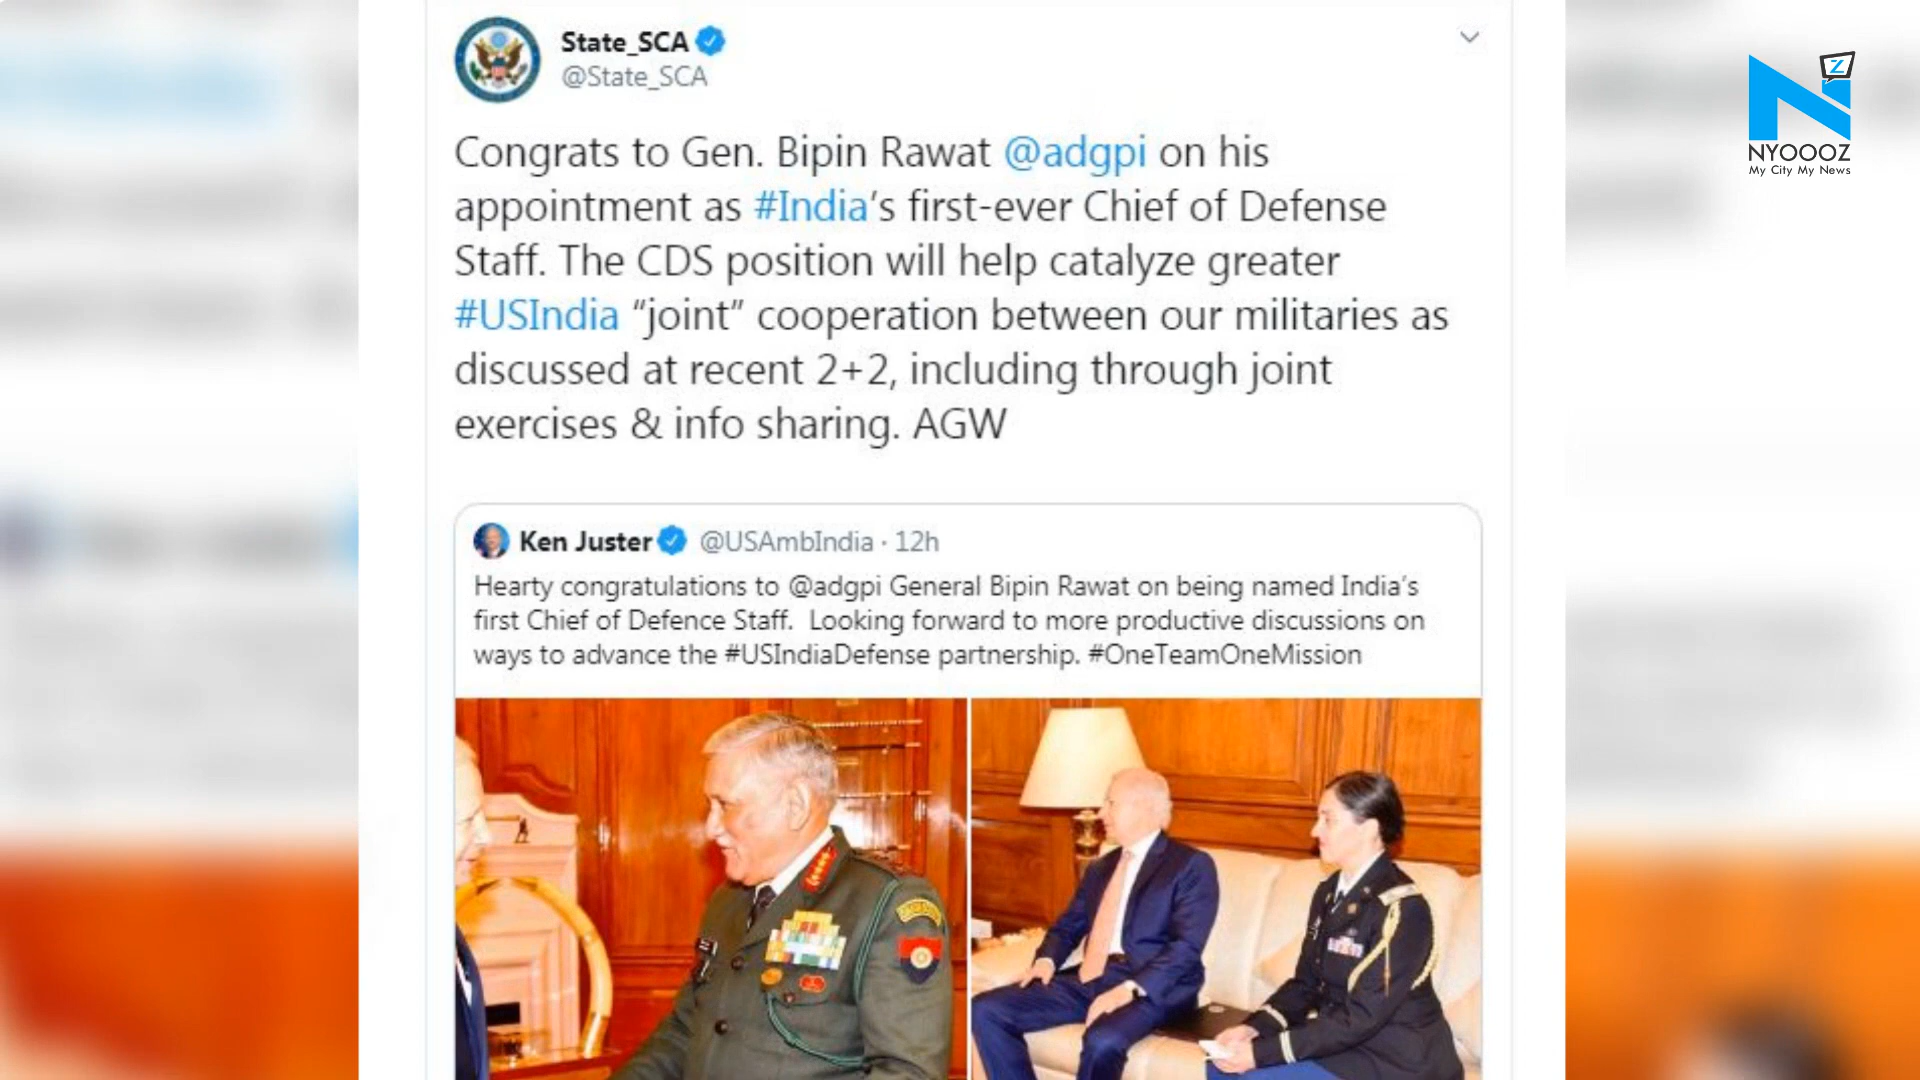 State_SCA
@State_SCA
Congrats to Gen. Bipin Rawat @adgpi on his
appointment as #India’s first-ever Chief of Defense
Staff. The CDS position will help catalyze greater
#USIndia “joint” cooperation between our militaries as
discussed at recent 2+2, including through joint
exercises & info sharing. AGW
Ken Juster @USAmbIndia · 12h
Hearty congratulations to @adgpi General Bipin Rawat on being named India’s
first Chief of Defence Staff. Looking forward to more productive discussions on
ways to advance the #USIndiaDefense partnership. #OneTeamOneMission
Z
NYOOOZ
My City My News